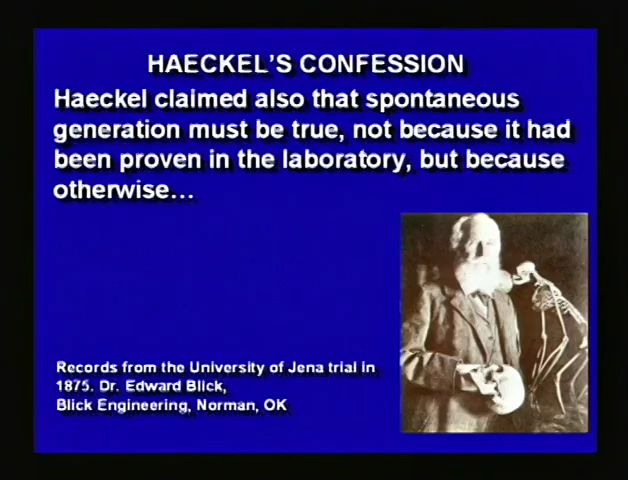 HAECKEL'S CONFESSION
Haeckel claimed also that spontaneous
generation must be true, not because it had
been proven in the laboratory, but because
otherwise…
Records from the University of Jena trial in
1875. Dr. Edward Blick,
Blick Engineering, Norman, OK